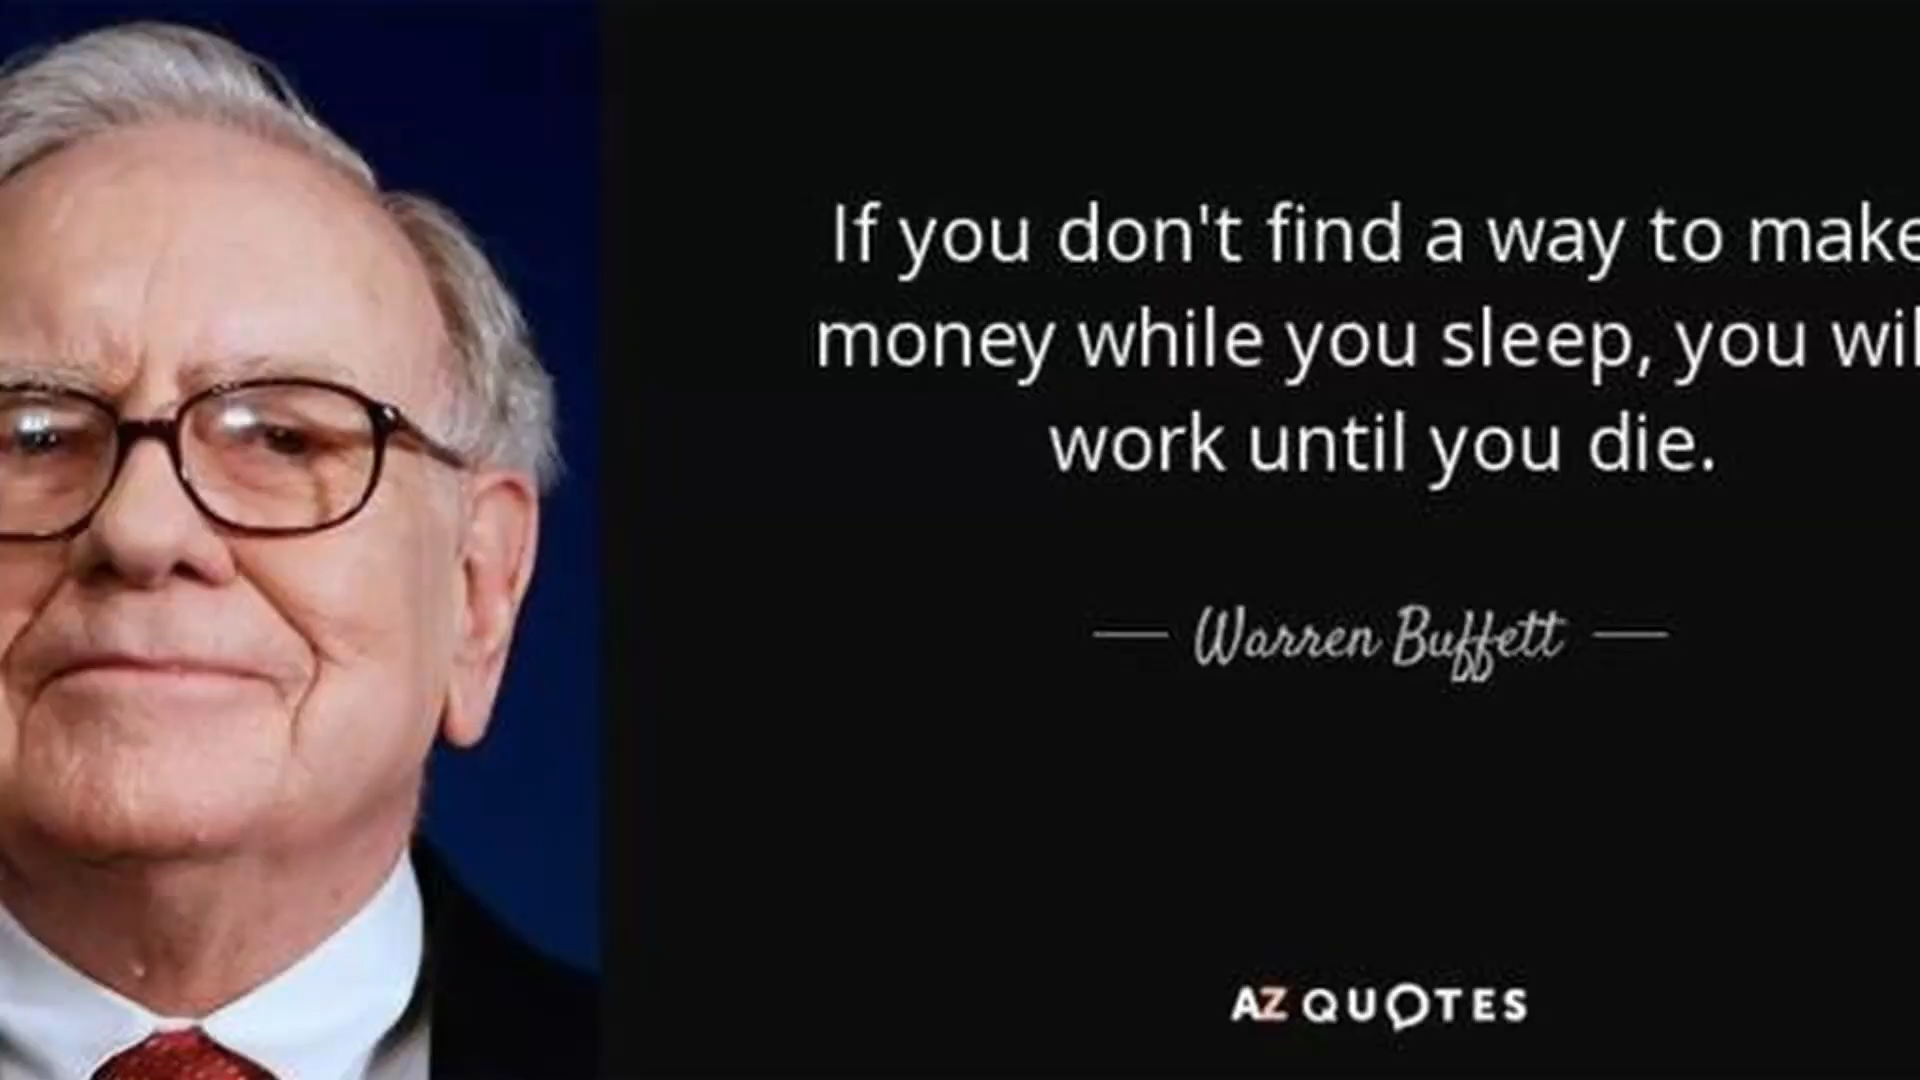 If you don't find a way to make
money while you sleep, you wil
work until you die.
Warren Buffett
AZ QUOTES